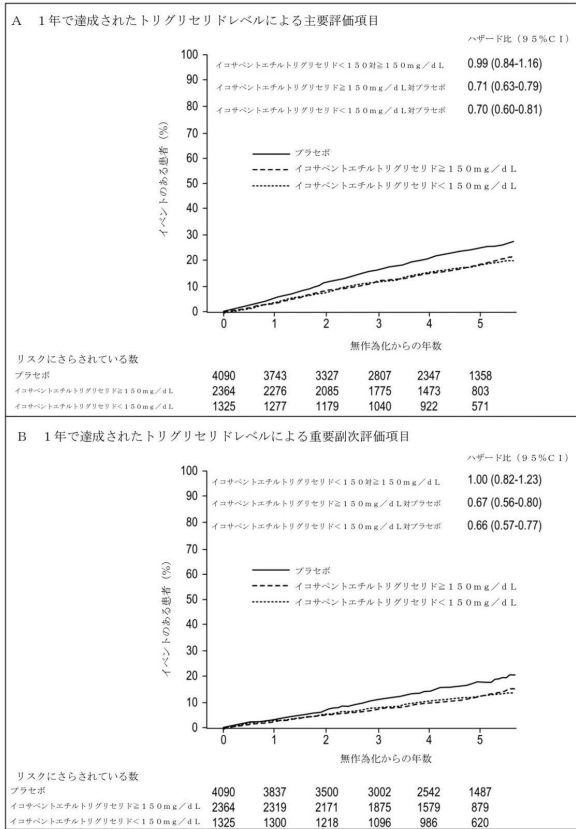 A　１年で達成されたトリグリセリドレベルによる主要評価項目
ハザード比（９５％ＣＩ）
イコサペントエチルトリグリセリド＜１５０対≧１５０ｍｇ／ｄＬ 0.99 (0.84-1.16)
イコサペントエチルトリグリセリド≧１５０ｍｇ／ｄＬ対プラセボ 0.71 (0.63-0.79)
イコサペントエチルトリグリセリド＜１５０ｍｇ／ｄＬ対プラセボ 0.70 (0.60-0.81)
プラセボ
イコサペントエチルトリグリセリド≧１５０ｍｇ／ｄＬ
イコサペントエチルトリグリセリド＜１５０ｍｇ／ｄＬ
イベントのある患者（％）
100
90
80
70
60
50
40
30
20
10
0
0 1 2 3 4 5
無作為化からの年数
リスクにさらされている数
プラセボ 4090 3743 3327 2807 2347 1358
イコサペントエチルトリグリセリド≧１５０ｍｇ／ｄＬ 2364 2276 2085 1775 1473 803
イコサペントエチルトリグリセリド＜１５０ｍｇ／ｄＬ 1325 1277 1179 1040 922 571
B　１年で達成されたトリグリセリドレベルによる重要副次評価項目
ハザード比（９５％ＣＩ）
イコサペントエチルトリグリセリド＜１５０対≧１５０ｍｇ／ｄＬ 1.00 (0.82-1.23)
イコサペントエチルトリグリセリド≧１５０ｍｇ／ｄＬ対プラセボ 0.67 (0.56-0.80)
イコサペントエチルトリグリセリド＜１５０ｍｇ／ｄＬ対プラセボ 0.66 (0.57-0.77)
プラセボ
イコサペントエチルトリグリセリド≧１５０ｍｇ／ｄＬ
イコサペントエチルトリグリセリド＜１５０ｍｇ／ｄＬ
イベントのある患者（％）
100
90
80
70
60
50
40
30
20
10
0
0 1 2 3 4 5
無作為化からの年数
リスクにさらされている数
プラセボ 4090 3837 3500 3002 2542 1487
イコサペントエチルトリグリセリド≧１５０ｍｇ／ｄＬ 2364 2319 2171 1875 1579 879
イコサペントエチルトリグリセリド＜１５０ｍｇ／ｄＬ 1325 1300 1218 1096 986 620